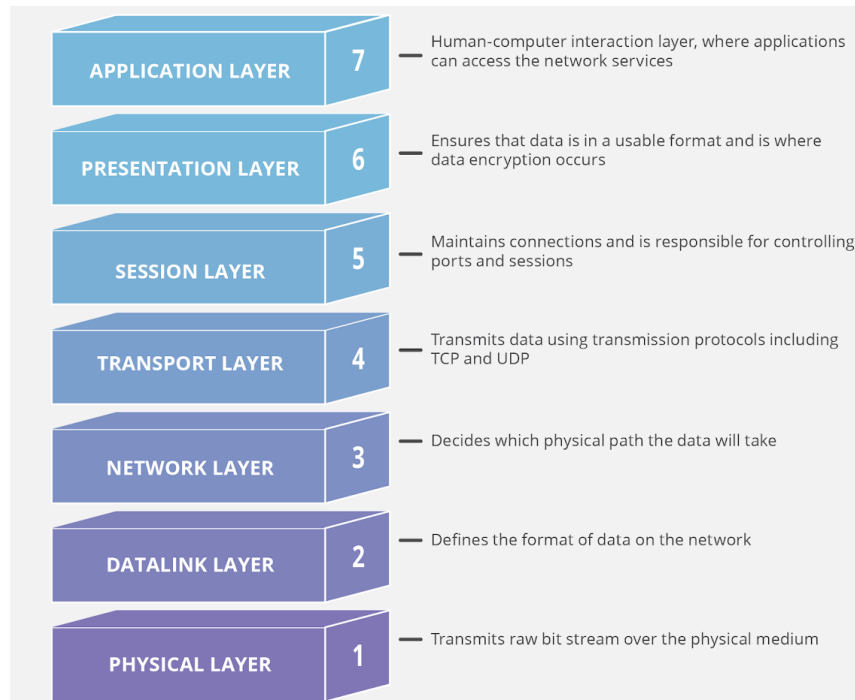 APPLICATION LAYER
7
Human-computer interaction layer, where applications
can access the network services
PRESENTATION LAYER
6
Ensures that data is in a usable format and is where
data encryption occurs
SESSION LAYER
5
Maintains connections and is responsible for controlling
ports and sessions
TRANSPORT LAYER
4
Transmits data using transmission protocols including
TCP and UDP
NETWORK LAYER
3
Decides which physical path the data will take
DATALINK LAYER
2
Defines the format of data on the network
PHYSICAL LAYER
1
Transmits raw bit stream over the physical medium